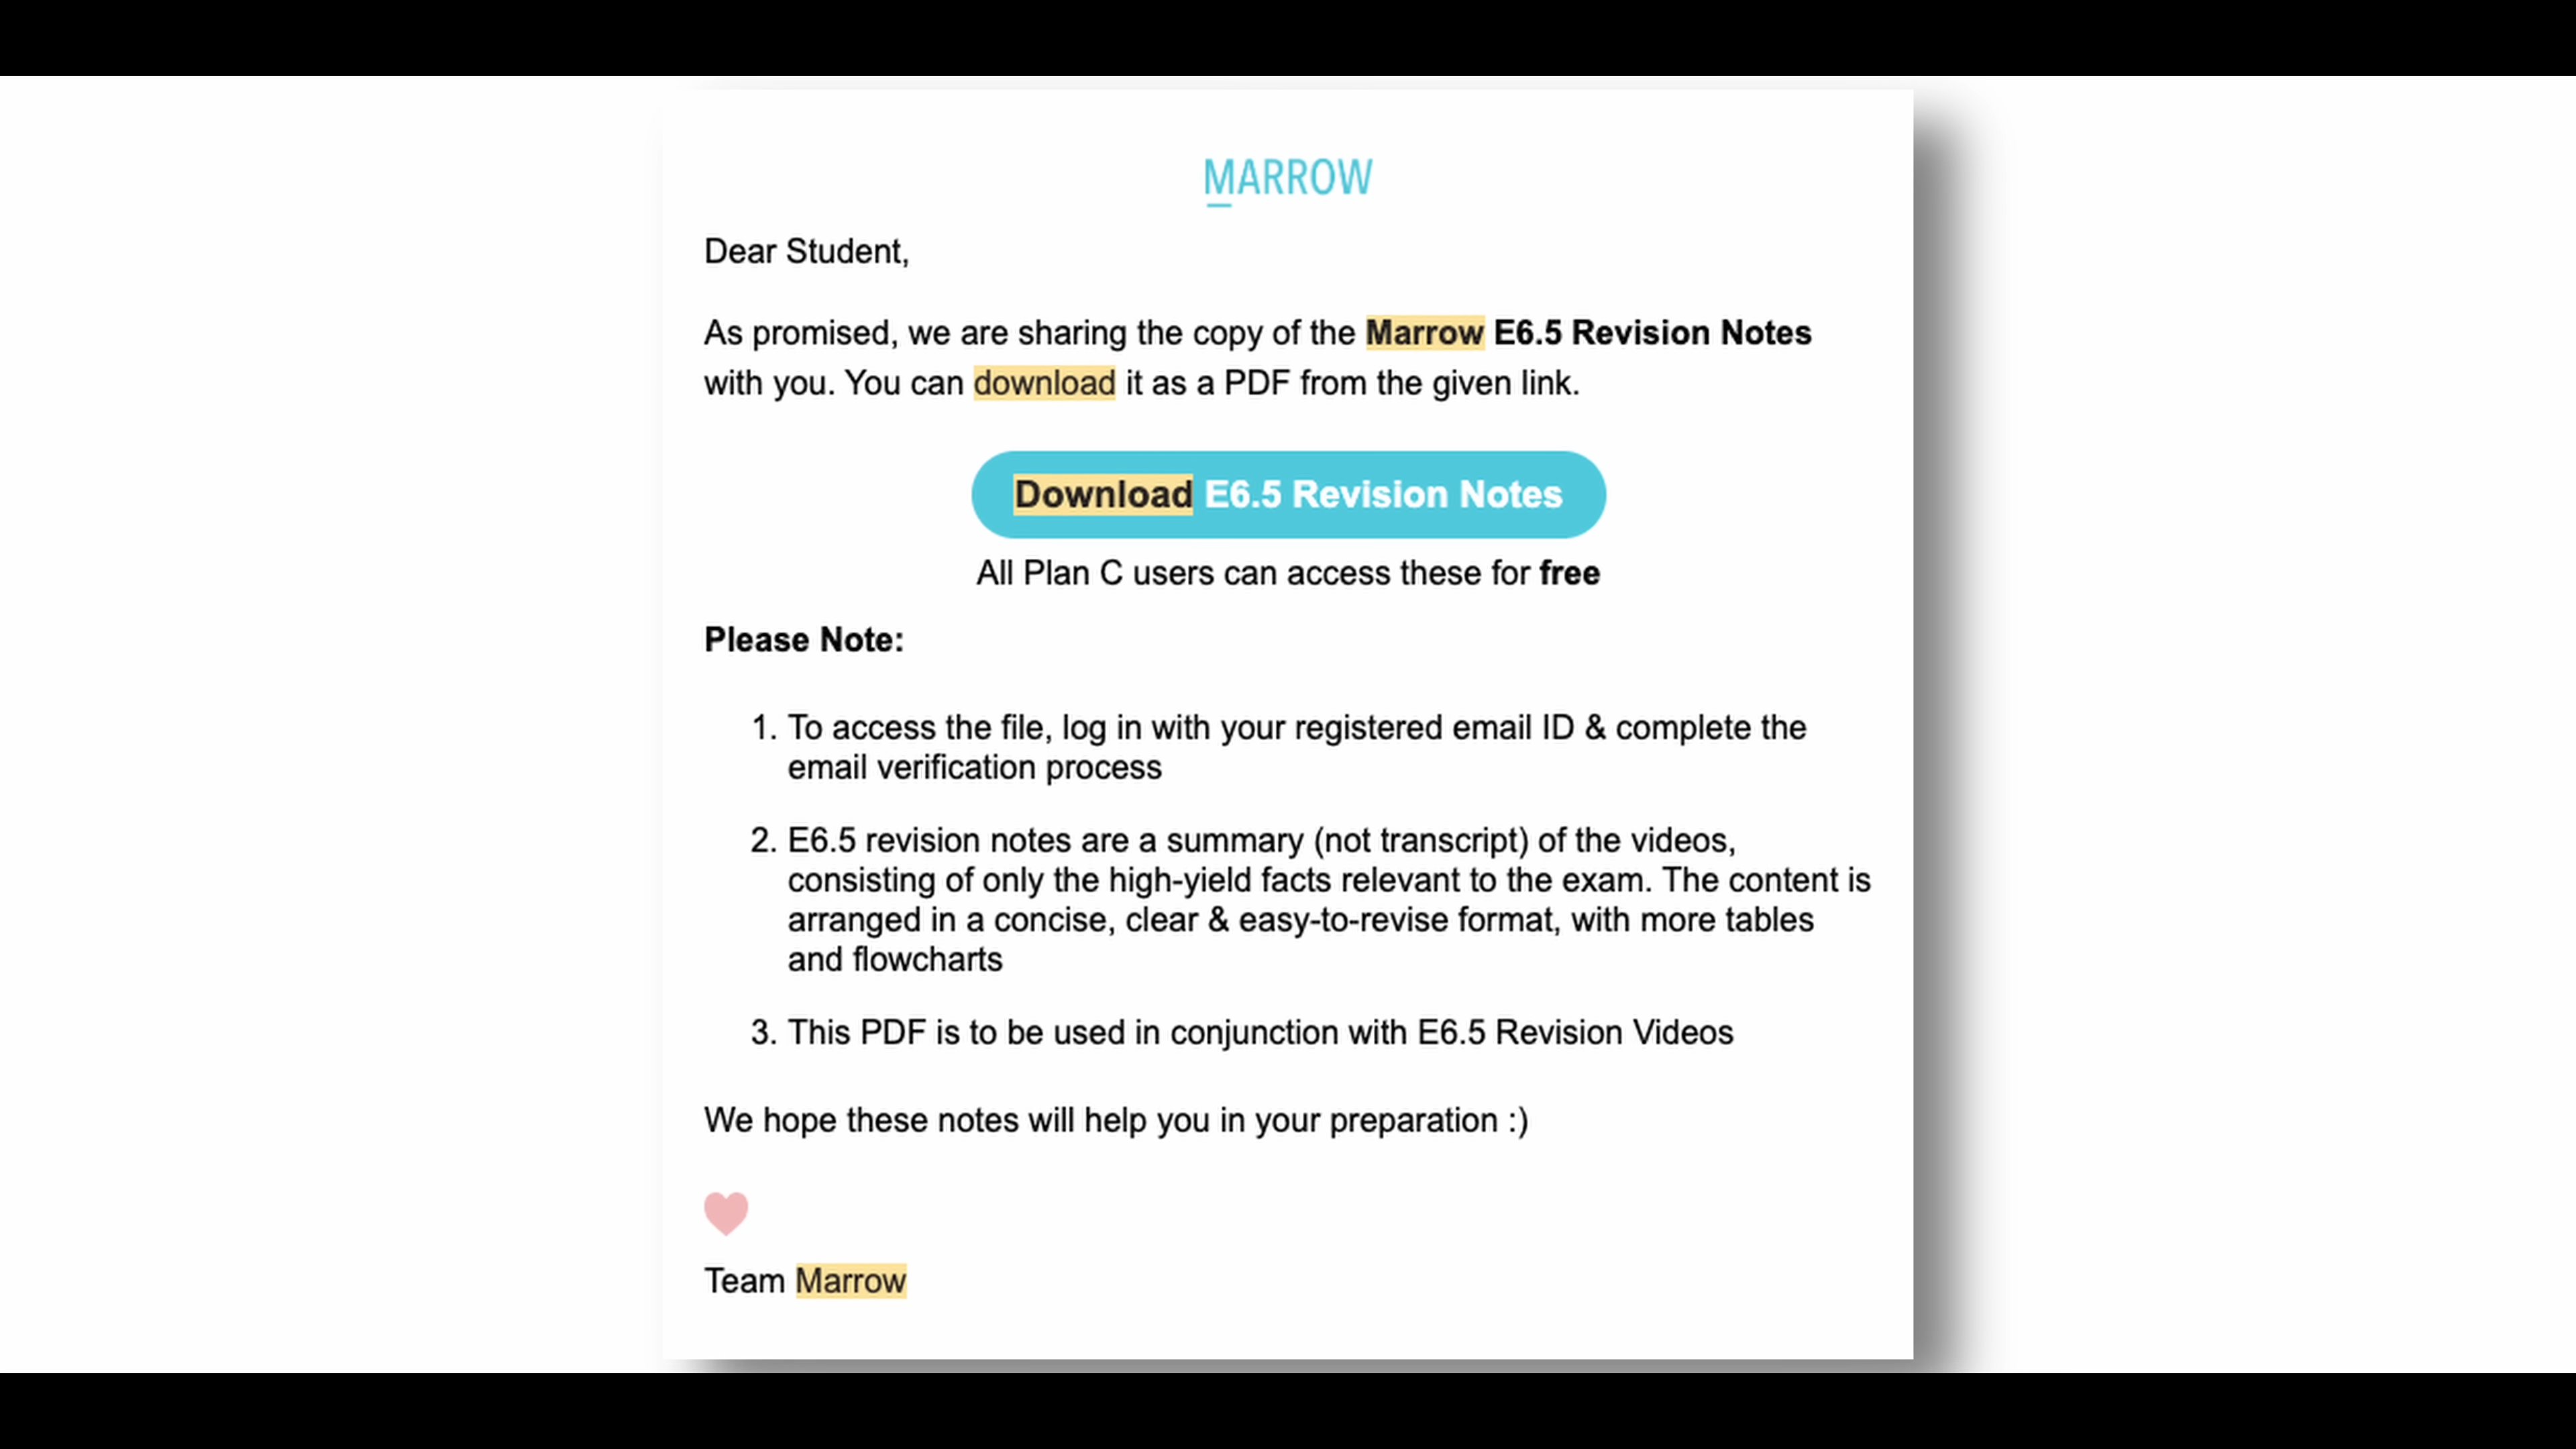 MARROW
Dear Student,
As promised, we are sharing the copy of the Marrow E6.5 Revision Notes
with you. You can download it as a PDF from the given link.
Download E6.5 Revision Notes
All Plan C users can access these for free
Please Note:
1. To access the file, log in with your registered email ID & complete the
email verification process
2. E6.5 revision notes are a summary (not transcript) of the videos,
consisting of only the high-yield facts relevant to the exam. The content is
arranged in a concise, clear & easy-to-revise format, with more tables
and flowcharts
3. This PDF is to be used in conjunction with E6.5 Revision Videos
We hope these notes will help you in your preparation :)
Team Marrow